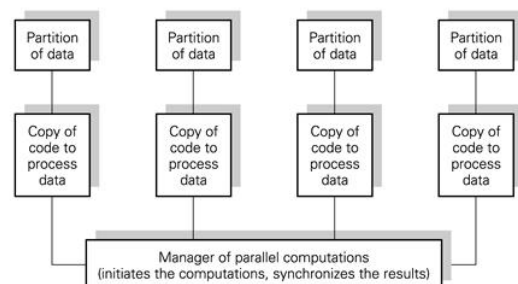 Partition
of data
Partition
of data
Partition
of data
Partition
of data
Copy of
code to
process
data
Copy of
code to
process
data
Copy of
code to
process
data
Copy of
code to
process
data
Manager of parallel computations
(initiates the computations, synchronizes the results)